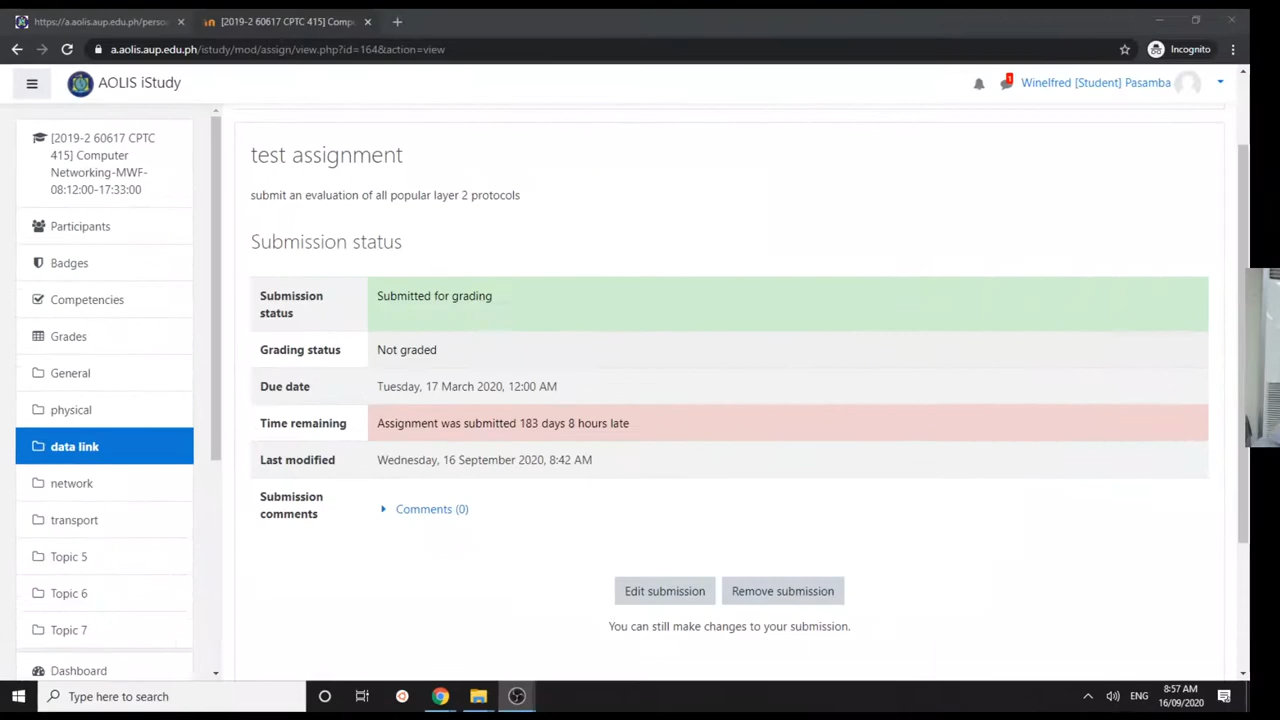 https://a.aolis.aup.edu.ph/perso
[2019-2 60617 CPTC 415] Comp
a.aolis.aup.edu.ph/istudy/mod/assign/view.php?id=164&action=view
Incognito
AOLIS iStudy
1
Winelfred [Student] Pasamba
[2019-2 60617 CPTC
415] Computer
Networking-MWF-
08:12:00-17:33:00
Participants
Badges
Competencies
Grades
General
physical
data link
network
transport
Topic 5
Topic 6
Topic 7
Dashboard
test assignment
submit an evaluation of all popular layer 2 protocols
Submission status
Submission
status
Submitted for grading
Grading status
Not graded
Due date
Tuesday, 17 March 2020, 12:00 AM
Time remaining
Assignment was submitted 183 days 8 hours late
Last modified
Wednesday, 16 September 2020, 8:42 AM
Submission
comments
Comments (0)
Edit submission
Remove submission
You can still make changes to your submission.
Type here to search
ENG
8:57 AM
16/09/2020